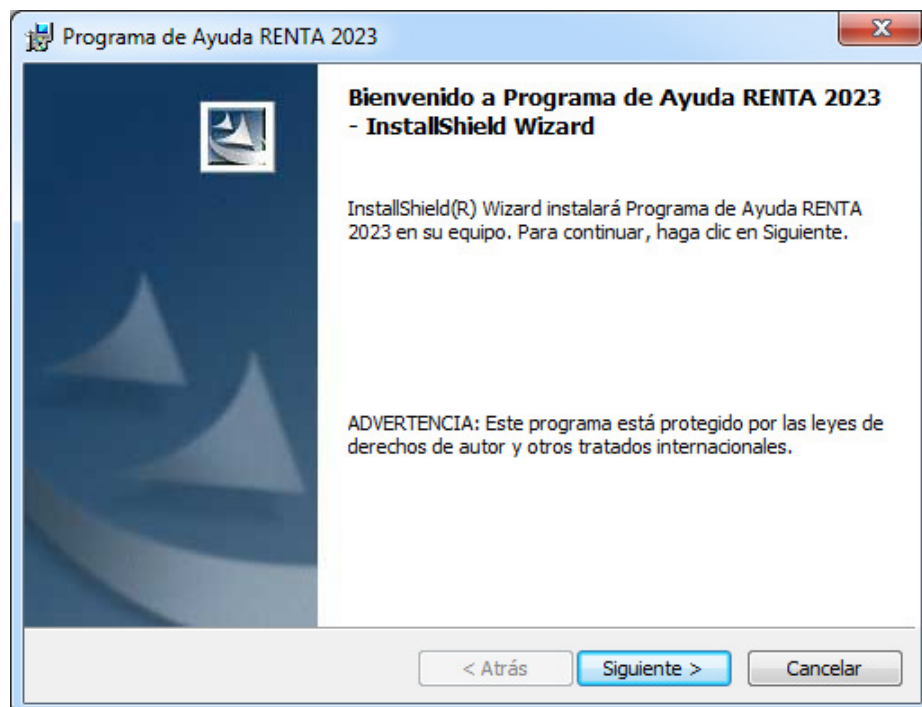 Programa de Ayuda RENTA 2023
Bienvenido a Programa de Ayuda RENTA 2023
- InstallShield Wizard
InstallShield(R) Wizard instalará Programa de Ayuda RENTA
2023 en su equipo. Para continuar, haga clic en Siguiente.
ADVERTENCIA: Este programa está protegido por las leyes de
derechos de autor y otros tratados internacionales.
< Atrás
Siguiente >
Cancelar